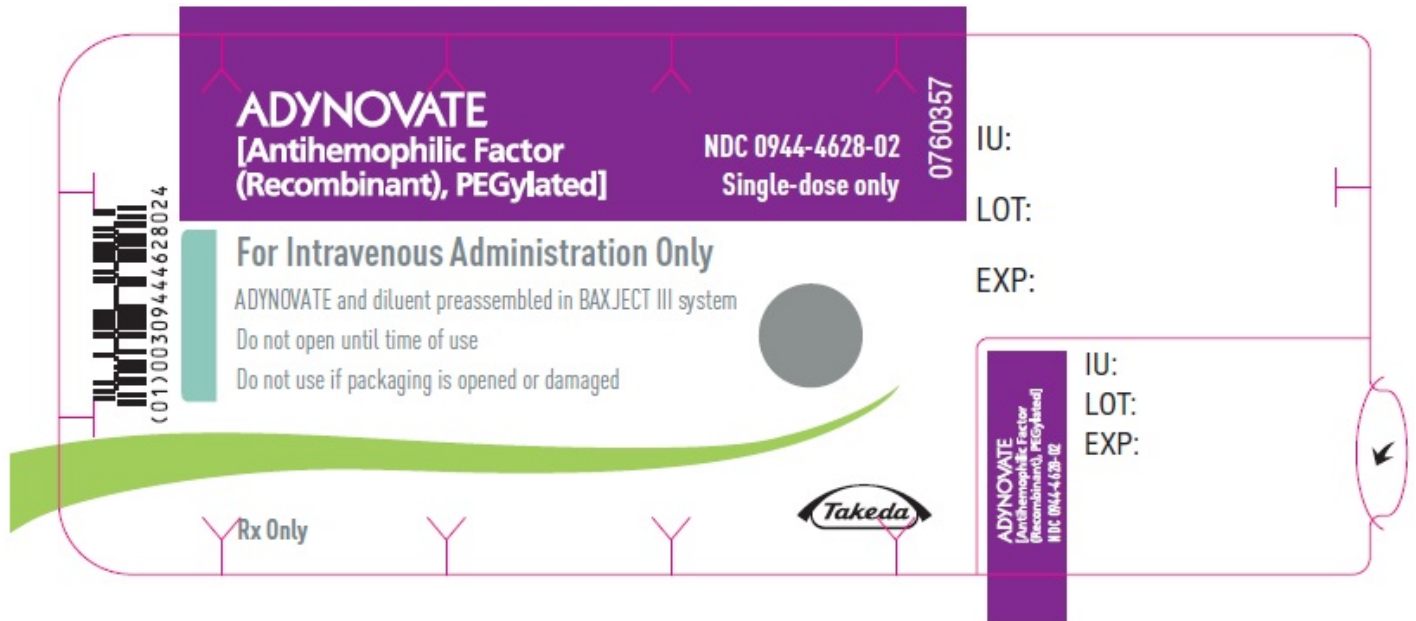 ADYNOVATE
[Antihemophilic Factor
(Recombinant), PEGylated]
NDC 0944-4628-02
Single-dose only
0760357
(01)00309444628024
For Intravenous Administration Only
ADYNOVATE and diluent preassembled in BAXJECT III system
Do not open until time of use
Do not use if packaging is opened or damaged
Rx Only
Takeda
IU:
LOT:
EXP:
ADYNOVATE
[Antihemophilic Factor
(Recombinant), PEGylated]
NDC 0944-4628-02
IU:
LOT:
EXP: